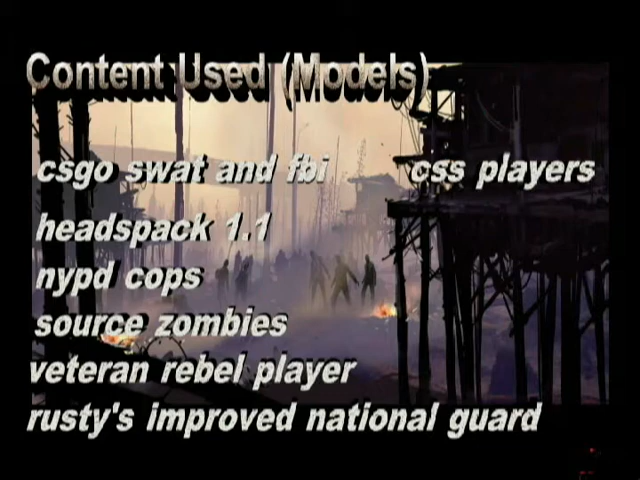 Content Used (Models)
csgo swat and fbi css players
headspack 1.1
nypd cops
source zombies
veteran rebel player
rusty's improved national guard